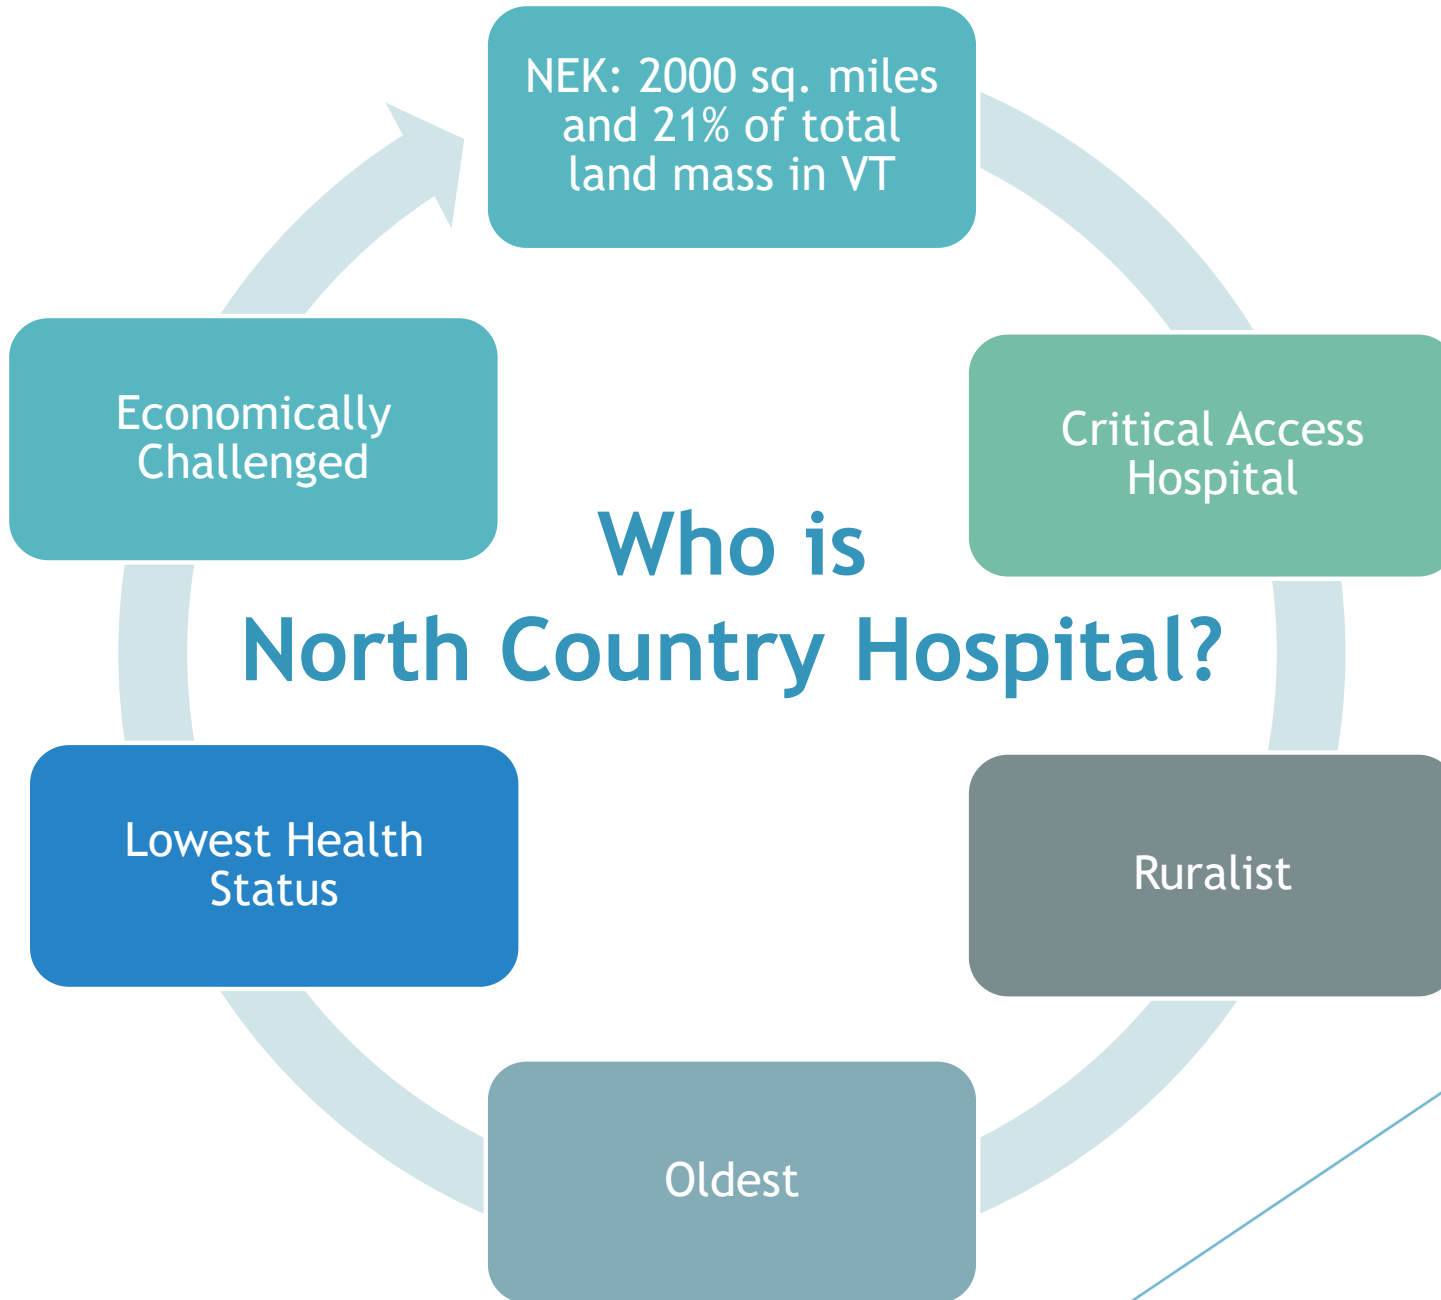 NEK: 2000 sq. miles
and 21% of total
land mass in VT
Economically
Challenged
Critical Access
Hospital
Who is
North Country Hospital?
Lowest Health
Status
Ruralist
Oldest